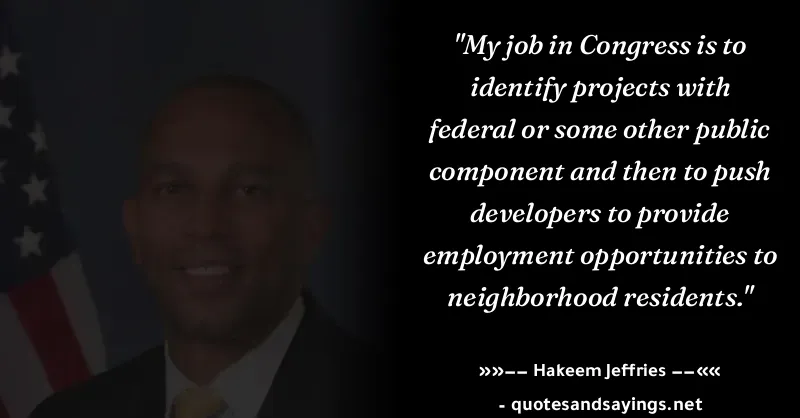 "My job in Congress is to
identify projects with
federal or some other public
component and then to push
developers to provide
employment opportunities to
neighborhood residents."
»»−− Hakeem Jeffries −−««
- quotesandsayings.net